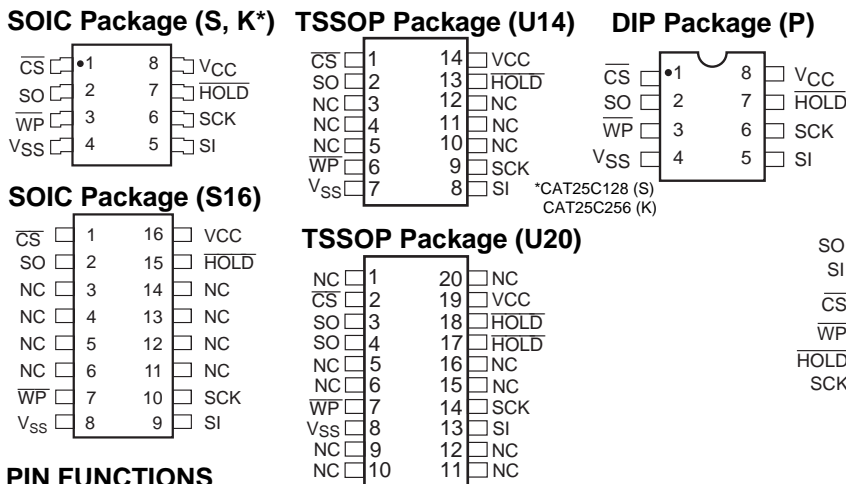 SOIC Package (S, K*)
CS 1 8 VCC
SO 2 7 HOLD
WP 3 6 SCK
VSS 4 5 SI
TSSOP Package (U14)
CS 1 14 VCC
SO 2 13 HOLD
NC 3 12 NC
NC 4 11 NC
NC 5 10 NC
WP 6 9 SCK
VSS 7 8 SI
DIP Package (P)
CS 1 8 VCC
SO 2 7 HOLD
WP 3 6 SCK
VSS 4 5 SI
*CAT25C128 (S)
CAT25C256 (K)
SOIC Package (S16)
CS 1 16 VCC
SO 2 15 HOLD
NC 3 14 NC
NC 4 13 NC
NC 5 12 NC
NC 6 11 NC
WP 7 10 SCK
VSS 8 9 SI
TSSOP Package (U20)
NC 1 20 NC
CS 2 19 VCC
SO 3 18 HOLD
SO 4 17 HOLD
NC 5 16 NC
NC 6 15 NC
WP 7 14 SCK
VSS 8 13 SI
NC 9 12 NC
NC 10 11 NC
SO
SI
CS
WP
HOLD
SCK
PIN FUNCTIONS